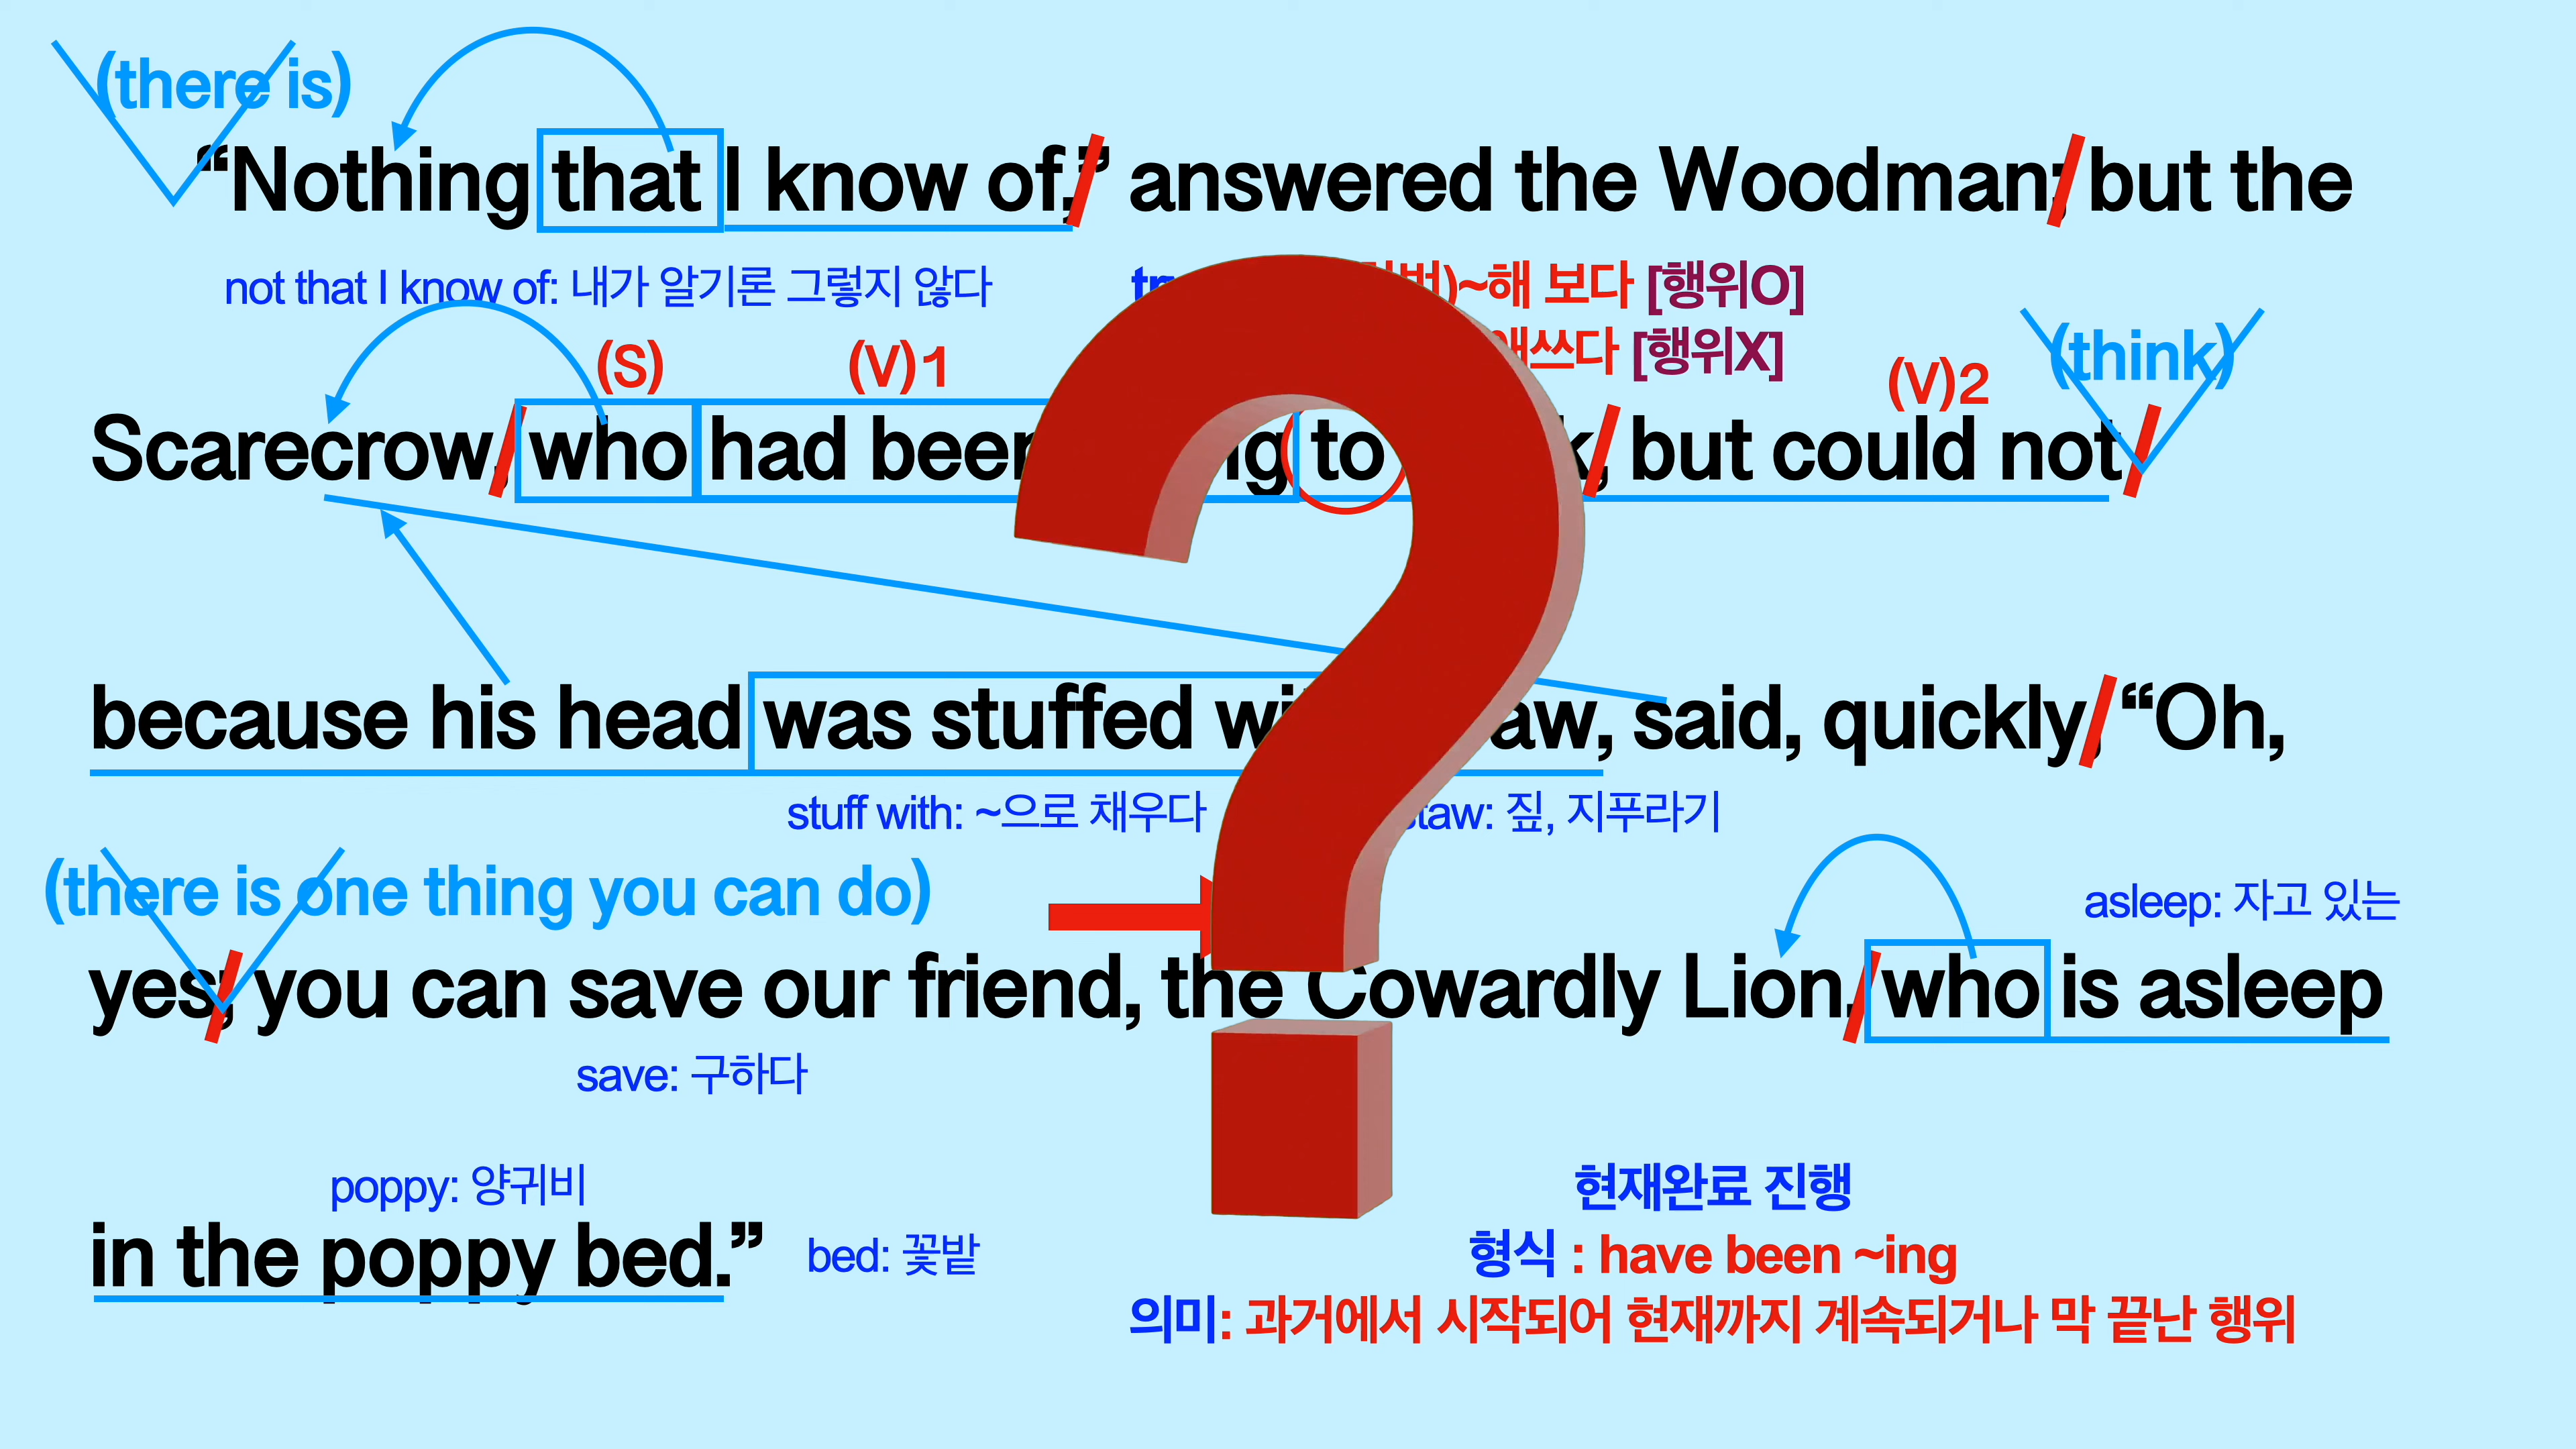 (there is)
“Nothing that I know of,” answered the Woodman; but the
not that I know of: 내가 알기론 그렇지 않다
~해 보다 [행위O]
애쓰다 [행위X]
(S) (V)1 (V)2 (think)
Scarecrow, who had been to but could not
because his head was stuffed said, quickly, “Oh,
stuff with: ~으로 채우다 staw: 짚, 지푸라기
(there is one thing you can do)
asleep: 자고 있는
yes; you can save our friend, the Cowardly Lion, who is asleep
save: 구하다
poppy: 양귀비
in the poppy bed.” bed: 꽃밭
현재완료 진행
형식 : have been ~ing
의미: 과거에서 시작되어 현재까지 계속되거나 막 끝난 행위